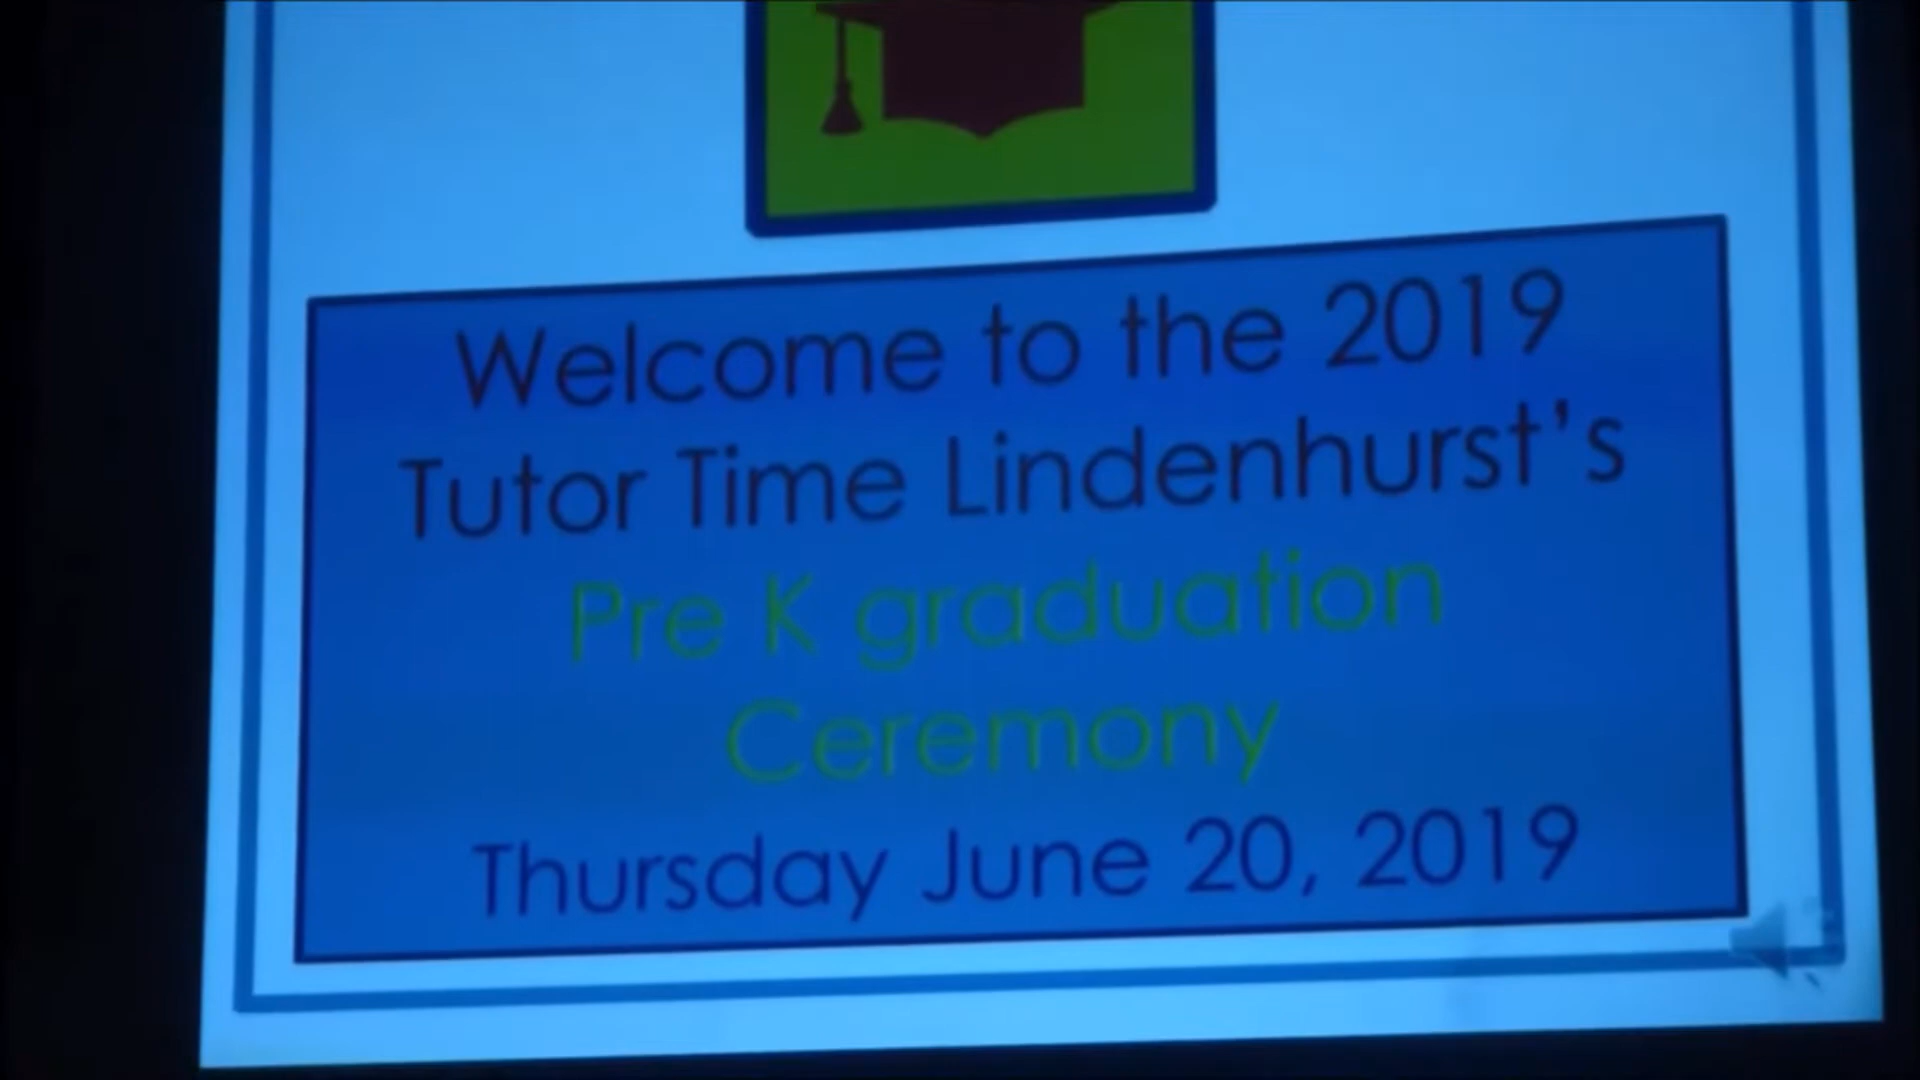 Welcome to the 2019
Tutor Time Lindenhurst's
Pre K graduation
Ceremony
Thursday June 20, 2019